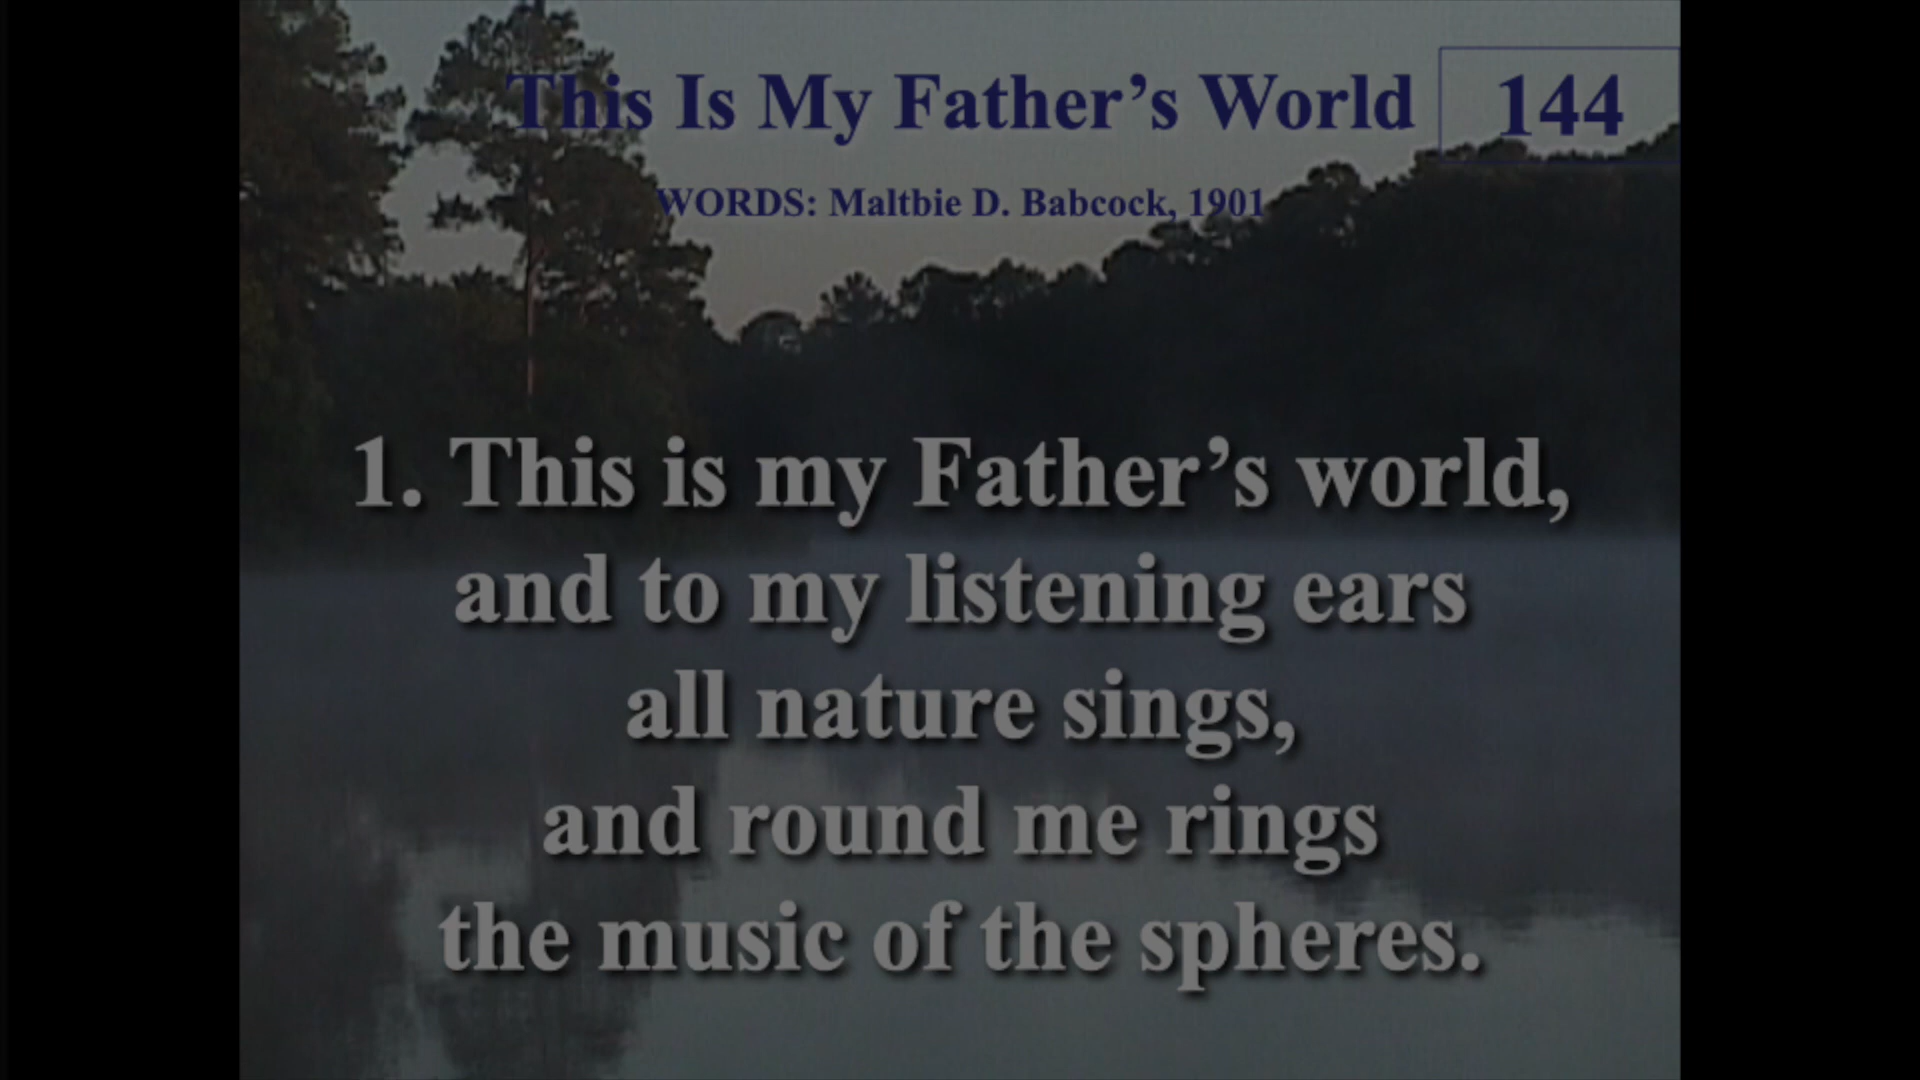 This Is My Father’s World
144
WORDS: Maltbie D. Babcock, 1901
1. This is my Father’s world,
and to my listening ears
all nature sings,
and round me rings
the music of the spheres.